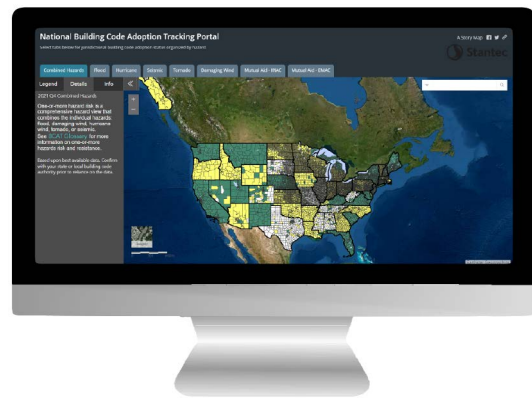 National Building Code Adoption Tracking Portal
A Story Map
Select tabs below for jurisdictional building code adoption status organized by hazard
Stantec
Combined Hazards Flood Hurricane Seismic Tornado Damaging Wind Mutual Aid - RNAC Mutual Aid - RNAC
Legend Details Info
2021 Q4 Combined Hazards
One-or-more hazard risk is a
comprehensive hazard view that
combines the individual hazards:
flood, damaging wind, hurricane
wind, tornado, or seismic.
See BCAT Glossary for more
information on one-or-more
hazards risk and resistance.
Based upon best available data. Confirm
with your state or local building code
authority prior to reliance on the data.